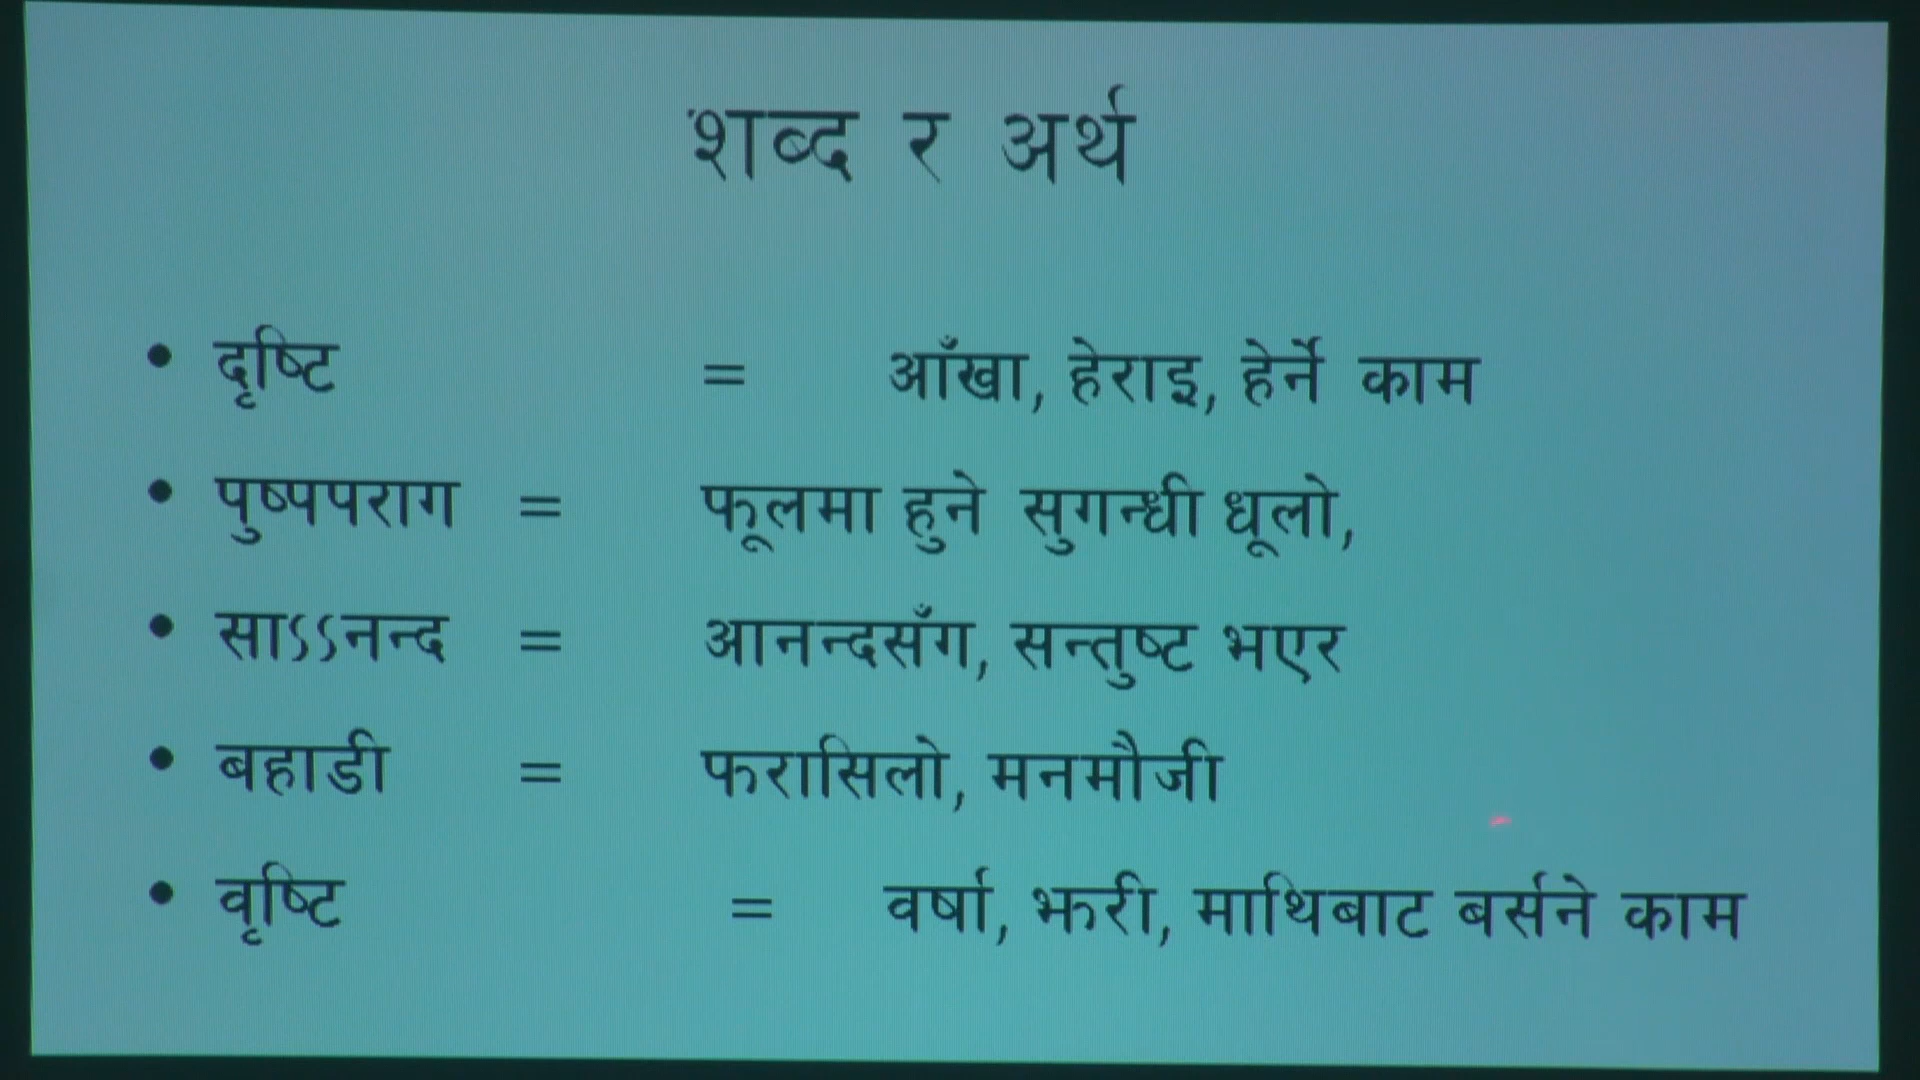 शब्द र अर्थ
• दृष्टि = आँखा, हेराइ, हेर्ने काम
• पुष्पपराग = फूलमा हुने सुगन्धी धूलो,
• साऽऽनन्द = आनन्दसँग, सन्तुष्ट भएर
• बहाडी = फरासिलो, मनमौजी
• वृष्टि = वर्षा, झरी, माथिबाट बर्सने काम